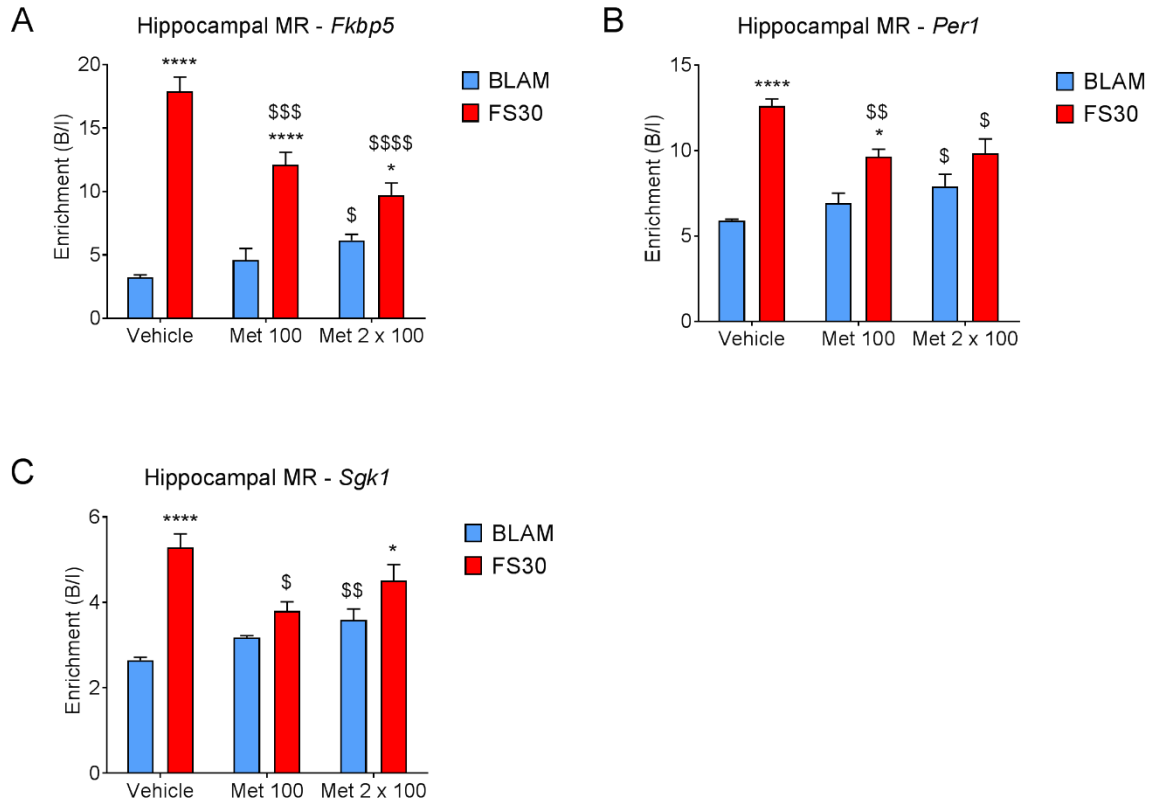 A
Hippocampal MR - Fkbp5
Enrichment (B/I)
20
15
10
5
0
****
$$$
****
$$$$
*
$
Vehicle
Met 100
Met 2 x 100
BLAM
FS30
B
Hippocampal MR - Per1
Enrichment (B/I)
15
10
5
0
****
$$
*
$
$
Vehicle
Met 100
Met 2 x 100
BLAM
FS30
C
Hippocampal MR - Sgk1
Enrichment (B/I)
6
4
2
0
****
$
$$
*
Vehicle
Met 100
Met 2 x 100
BLAM
FS30